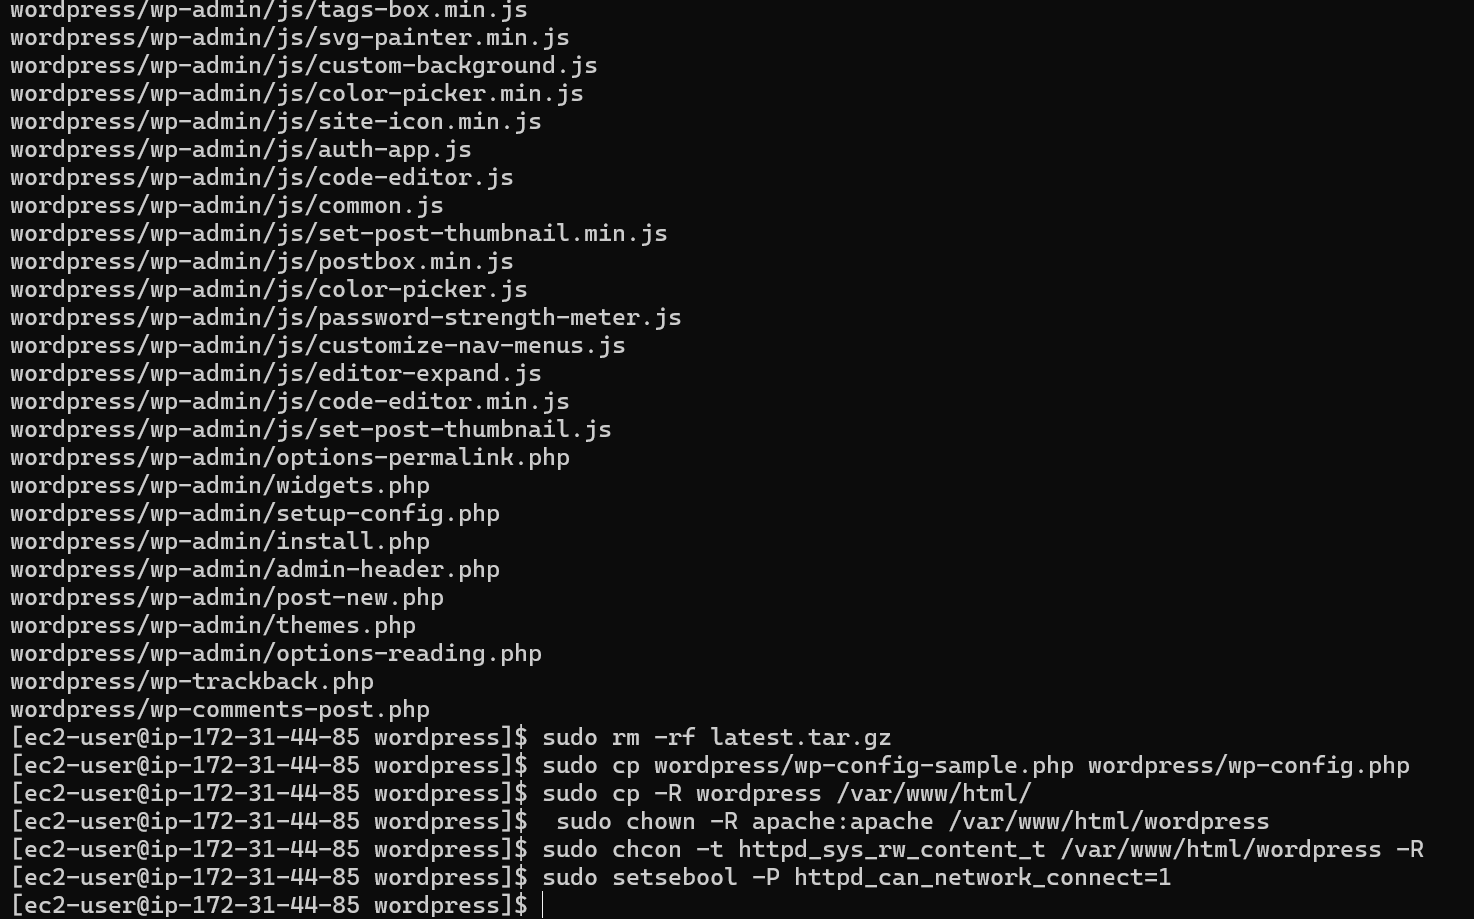 wordpress/wp-admin/js/tags-box.min.js
wordpress/wp-admin/js/svg-painter.min.js
wordpress/wp-admin/js/custom-background.js
wordpress/wp-admin/js/color-picker.min.js
wordpress/wp-admin/js/site-icon.min.js
wordpress/wp-admin/js/auth-app.js
wordpress/wp-admin/js/code-editor.js
wordpress/wp-admin/js/common.js
wordpress/wp-admin/js/set-post-thumbnail.min.js
wordpress/wp-admin/js/postbox.min.js
wordpress/wp-admin/js/color-picker.js
wordpress/wp-admin/js/password-strength-meter.js
wordpress/wp-admin/js/customize-nav-menus.js
wordpress/wp-admin/js/editor-expand.js
wordpress/wp-admin/js/code-editor.min.js
wordpress/wp-admin/js/set-post-thumbnail.js
wordpress/wp-admin/options-permalink.php
wordpress/wp-admin/widgets.php
wordpress/wp-admin/setup-config.php
wordpress/wp-admin/install.php
wordpress/wp-admin/admin-header.php
wordpress/wp-admin/post-new.php
wordpress/wp-admin/themes.php
wordpress/wp-admin/options-reading.php
wordpress/wp-trackback.php
wordpress/wp-comments-post.php
[ec2-user@ip-172-31-44-85 wordpress]$ sudo rm -rf latest.tar.gz
[ec2-user@ip-172-31-44-85 wordpress]$ sudo cp wordpress/wp-config-sample.php wordpress/wp-config.php
[ec2-user@ip-172-31-44-85 wordpress]$ sudo cp -R wordpress /var/www/html/
[ec2-user@ip-172-31-44-85 wordpress]$  sudo chown -R apache:apache /var/www/html/wordpress
[ec2-user@ip-172-31-44-85 wordpress]$ sudo chcon -t httpd_sys_rw_content_t /var/www/html/wordpress -R
[ec2-user@ip-172-31-44-85 wordpress]$ sudo setsebool -P httpd_can_network_connect=1
[ec2-user@ip-172-31-44-85 wordpress]$